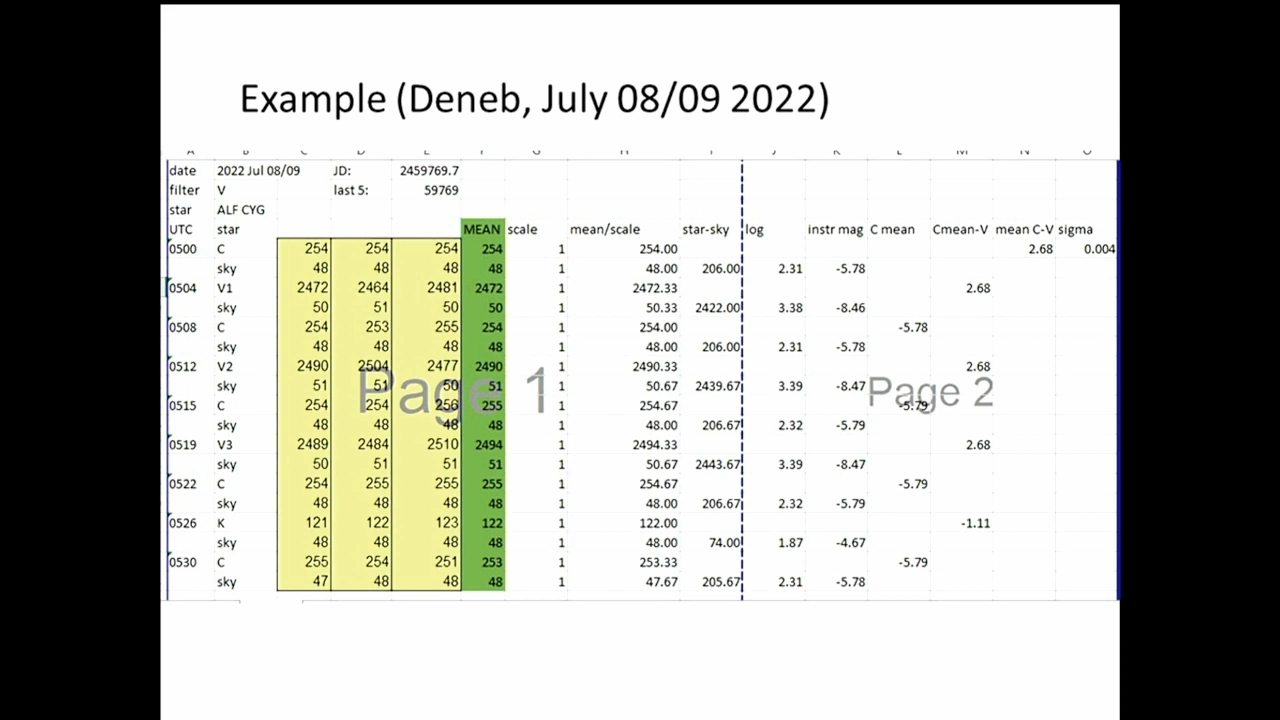 Example (Deneb, July 08/09 2022)
date 2022 Jul 08/09 JD: 2459769.7
filter V last 5: 59769
star ALF CYG
UTC star MEAN scale mean/scale star-sky log instr mag C mean Cmean-V mean C-V sigma
0500 C 254 254 254 254 1 254.00 2.68 0.004
sky 48 48 48 48 1 48.00 206.00 2.31 -5.78
0504 V1 2472 2464 2481 2472 1 2472.33 2.68
sky 50 51 50 50 1 50.33 2422.00 3.38 -8.46
0508 C 254 253 255 254 1 254.00 -5.78
sky 48 48 48 48 1 48.00 206.00 2.31 -5.78
0512 V2 2490 2504 2477 2490 1 2490.33 2.68
sky 51 51 50 51 1 50.67 2439.67 3.39 -8.47
Page 1 Page 2
0515 C 254 254 256 255 1 254.67 -5.79
sky 48 48 48 48 1 48.00 206.67 2.32 -5.79
0519 V3 2489 2484 2510 2494 1 2494.33 2.68
sky 50 51 51 51 1 50.67 2443.67 3.39 -8.47
0522 C 254 255 255 255 1 254.67 -5.79
sky 48 48 48 48 1 48.00 206.67 2.32 -5.79
0526 K 121 122 123 122 1 122.00 -1.11
sky 48 48 48 48 1 48.00 74.00 1.87 -4.67
0530 C 255 254 251 253 1 253.33 -5.79
sky 47 48 48 48 1 47.67 205.67 2.31 -5.78